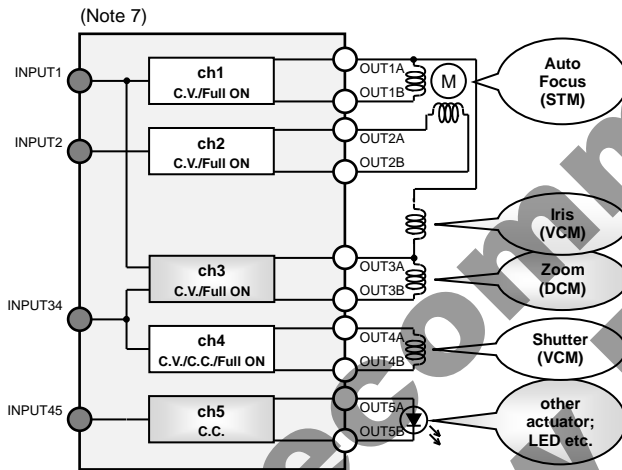 (Note 7)
INPUT1
INPUT2
INPUT34
INPUT45
ch1
C.V./Full ON
ch2
C.V./Full ON
ch3
C.V./Full ON
ch4
C.V./C.C./Full ON
ch5
C.C.
OUT1A
OUT1B
OUT2A
OUT2B
OUT3A
OUT3B
OUT4A
OUT4B
OUT5A
OUT5B
M
Auto
Focus
(STM)
Iris
(VCM)
Zoom
(DCM)
Shutter
(VCM)
other
actuator;
LED etc.
ecomm